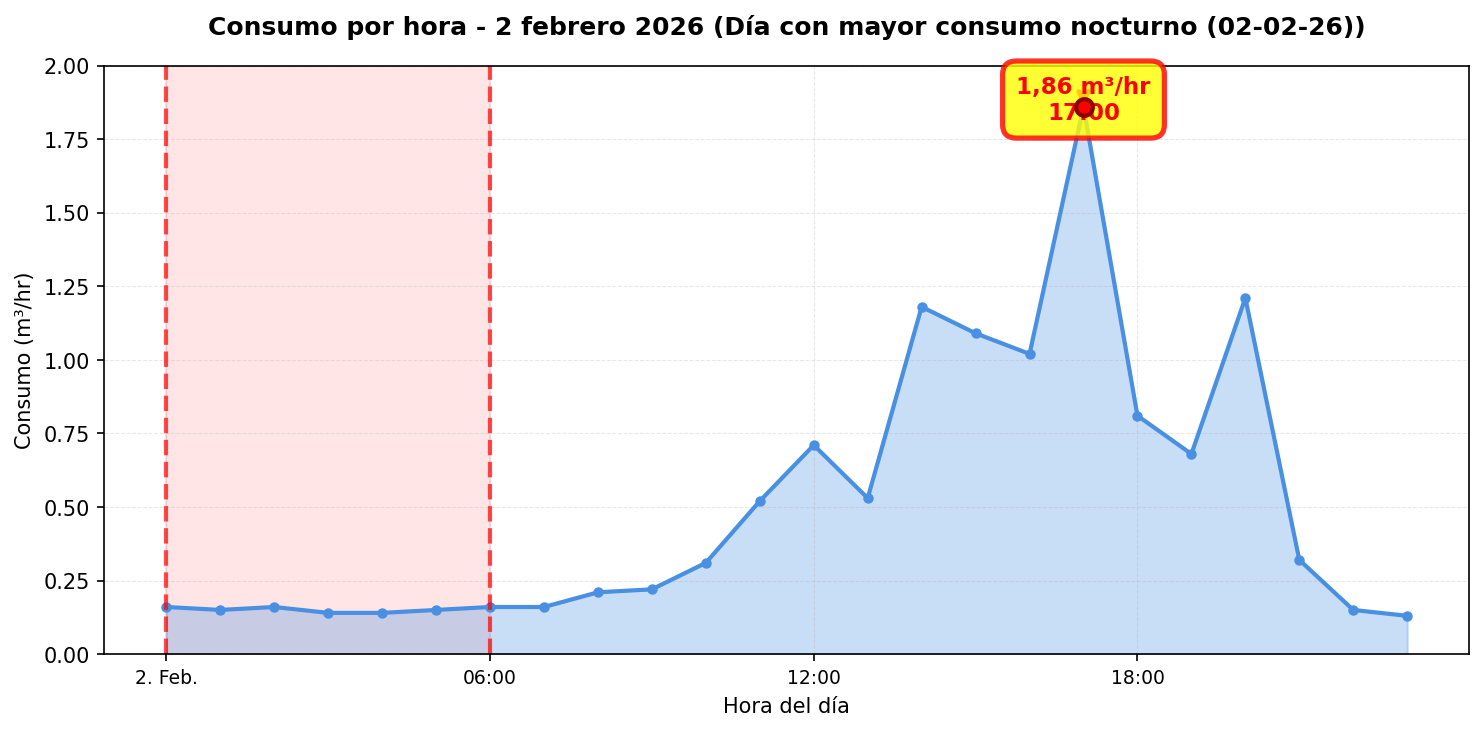 Consumo por hora - 2 febrero 2026 (Día con mayor consumo nocturno (02-02-26))
1,86 m³/hr
17:00
Consumo (m³/hr)
2.00
1.75
1.50
1.25
1.00
0.75
0.50
0.25
0.00
2. Feb.
06:00
12:00
18:00
Hora del día